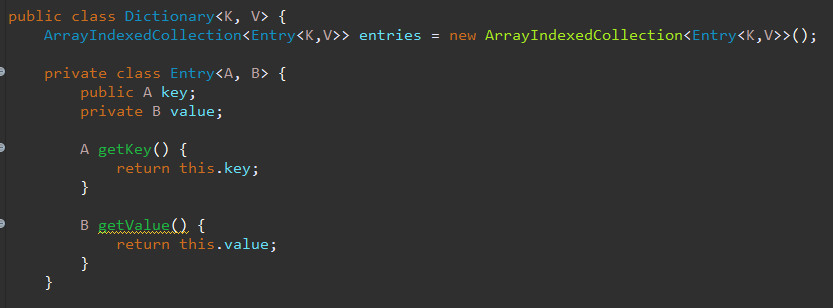 public class Dictionary<K, V> {
ArrayIndexedCollection<Entry<K,V>> entries = new ArrayIndexedCollection<Entry<K,V>>();
private class Entry<A, B> {
public A key;
private B value;
A getKey() {
return this.key;
}
B getValue() {
return this.value;
}
}